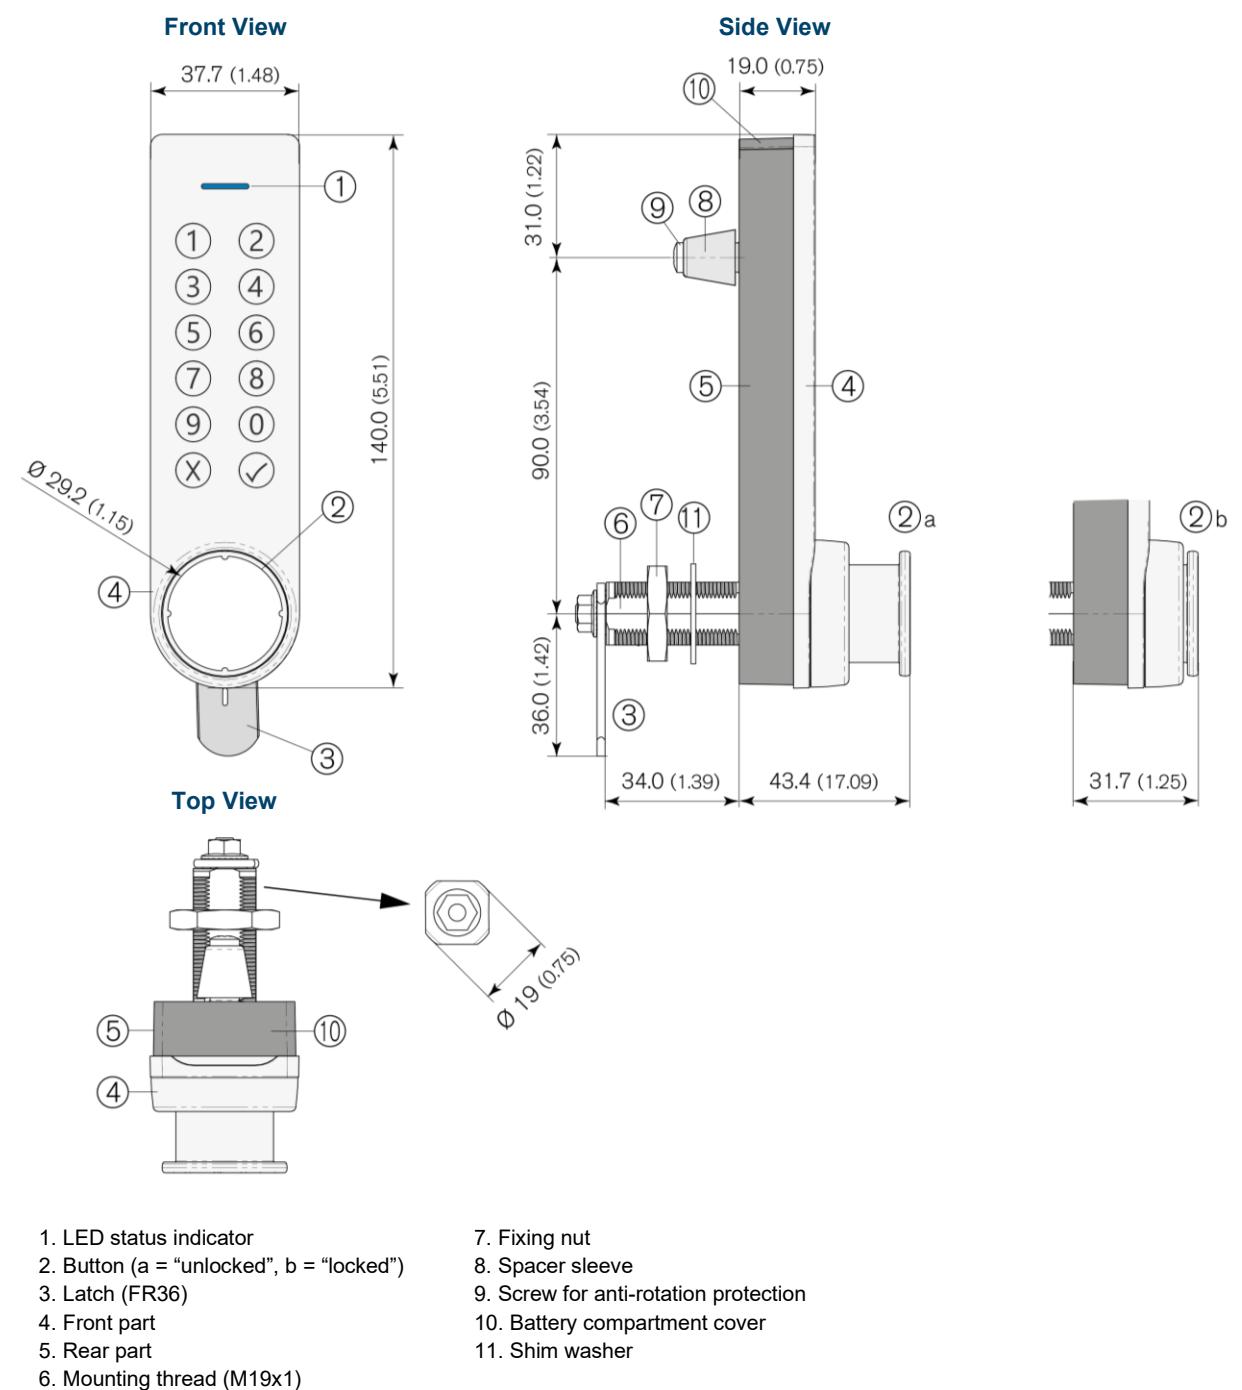 Front View
37.7 (1.48)
①
① ②
③ ④
⑤ ⑥
⑦ ⑧
⑨ ⓪
Ⓧ ✓
140.0 (5.51)
Ø 29.2 (1.15)
②
④
③
Side View
19.0 (0.75)
⑩
31.0 (1.22)
⑨ ⑧
90.0 (3.54)
⑤ ④
⑥ ⑦ ⑪
②a
②b
36.0 (1.42)
③
34.0 (1.39)
43.4 (17.09)
31.7 (1.25)
Top View
Ø 19 (0.75)
⑤ ⑩
④
1. LED status indicator
2. Button (a = “unlocked”, b = “locked”)
3. Latch (FR36)
4. Front part
5. Rear part
6. Mounting thread (M19x1)
7. Fixing nut
8. Spacer sleeve
9. Screw for anti-rotation protection
10. Battery compartment cover
11. Shim washer